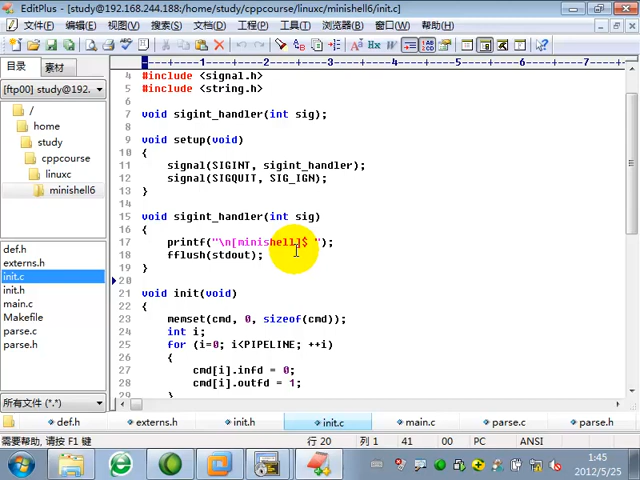 EditPlus - [study@192.168.244.188:/home/study/cppcourse/linuxc/minishell6/init.c]
文件(F) 编辑(E) 查看(V) 搜索(S) 文档(D) 工程(P) 工具(T) 浏览器(B) 窗口(W) 帮助(H)
目录 素材
[ftp00] study@192.
/
home
study
cppcourse
linuxc
minishell6
def.h
externs.h
init.c
init.h
main.c
Makefile
parse.c
parse.h
所有文件 (*.*)
4 #include <signal.h>
5 #include <string.h>
6
7 void sigint_handler(int sig);
8
9 void setup(void)
10 {
11 signal(SIGINT, sigint_handler);
12 signal(SIGQUIT, SIG_IGN);
13 }
14
15 void sigint_handler(int sig)
16 {
17 printf("\n[minishell]$ ");
18 fflush(stdout);
19 }
20
21 void init(void)
22 {
23 memset(cmd, 0, sizeof(cmd));
24 int i;
25 for (i=0; i<PIPELINE; ++i)
26 {
27 cmd[i].infd = 0;
28 cmd[i].outfd = 1;
29 }
def.h externs.h init.h init.c main.c parse.c parse.h
需要帮助, 请按 F1 键 行 20 列 1 41 00 PC ANSI
1:45
2012/5/25